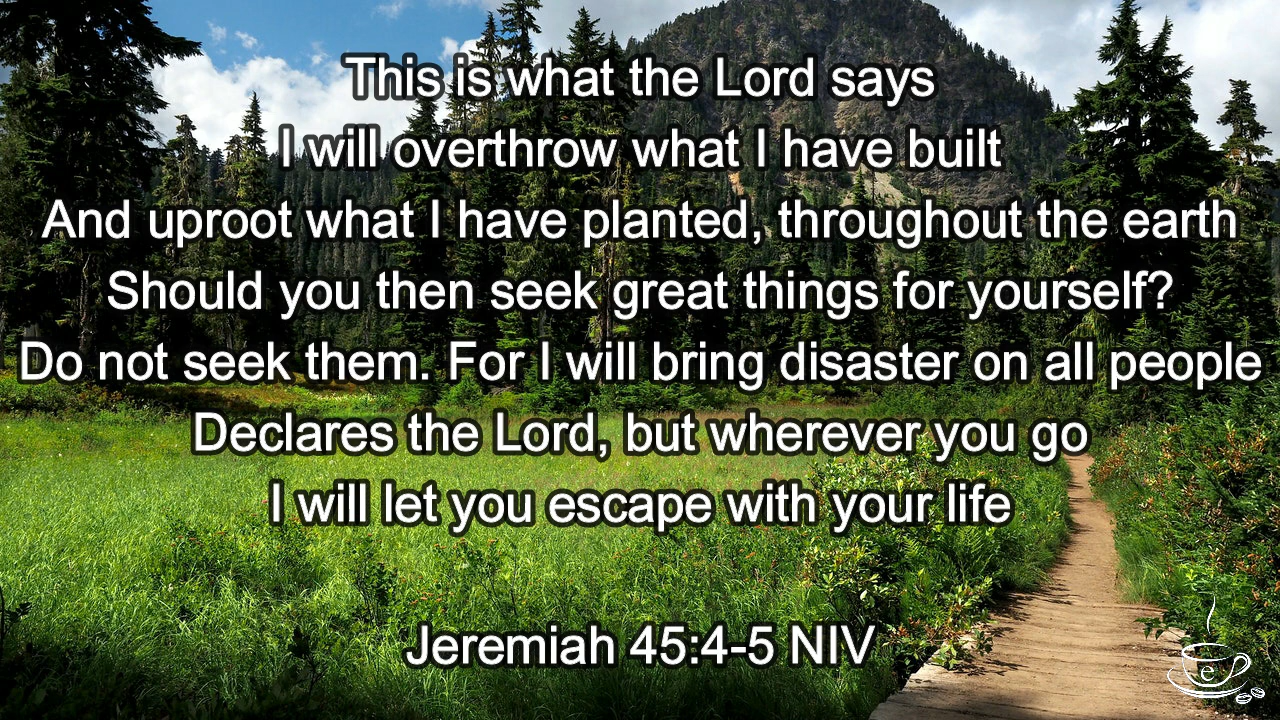 This is what the Lord says
I will overthrow what I have built
And uproot what I have planted, throughout the earth
Should you then seek great things for yourself?
Do not seek them. For I will bring disaster on all people
Declares the Lord, but wherever you go
I will let you escape with your life
Jeremiah 45:4-5 NIV
e